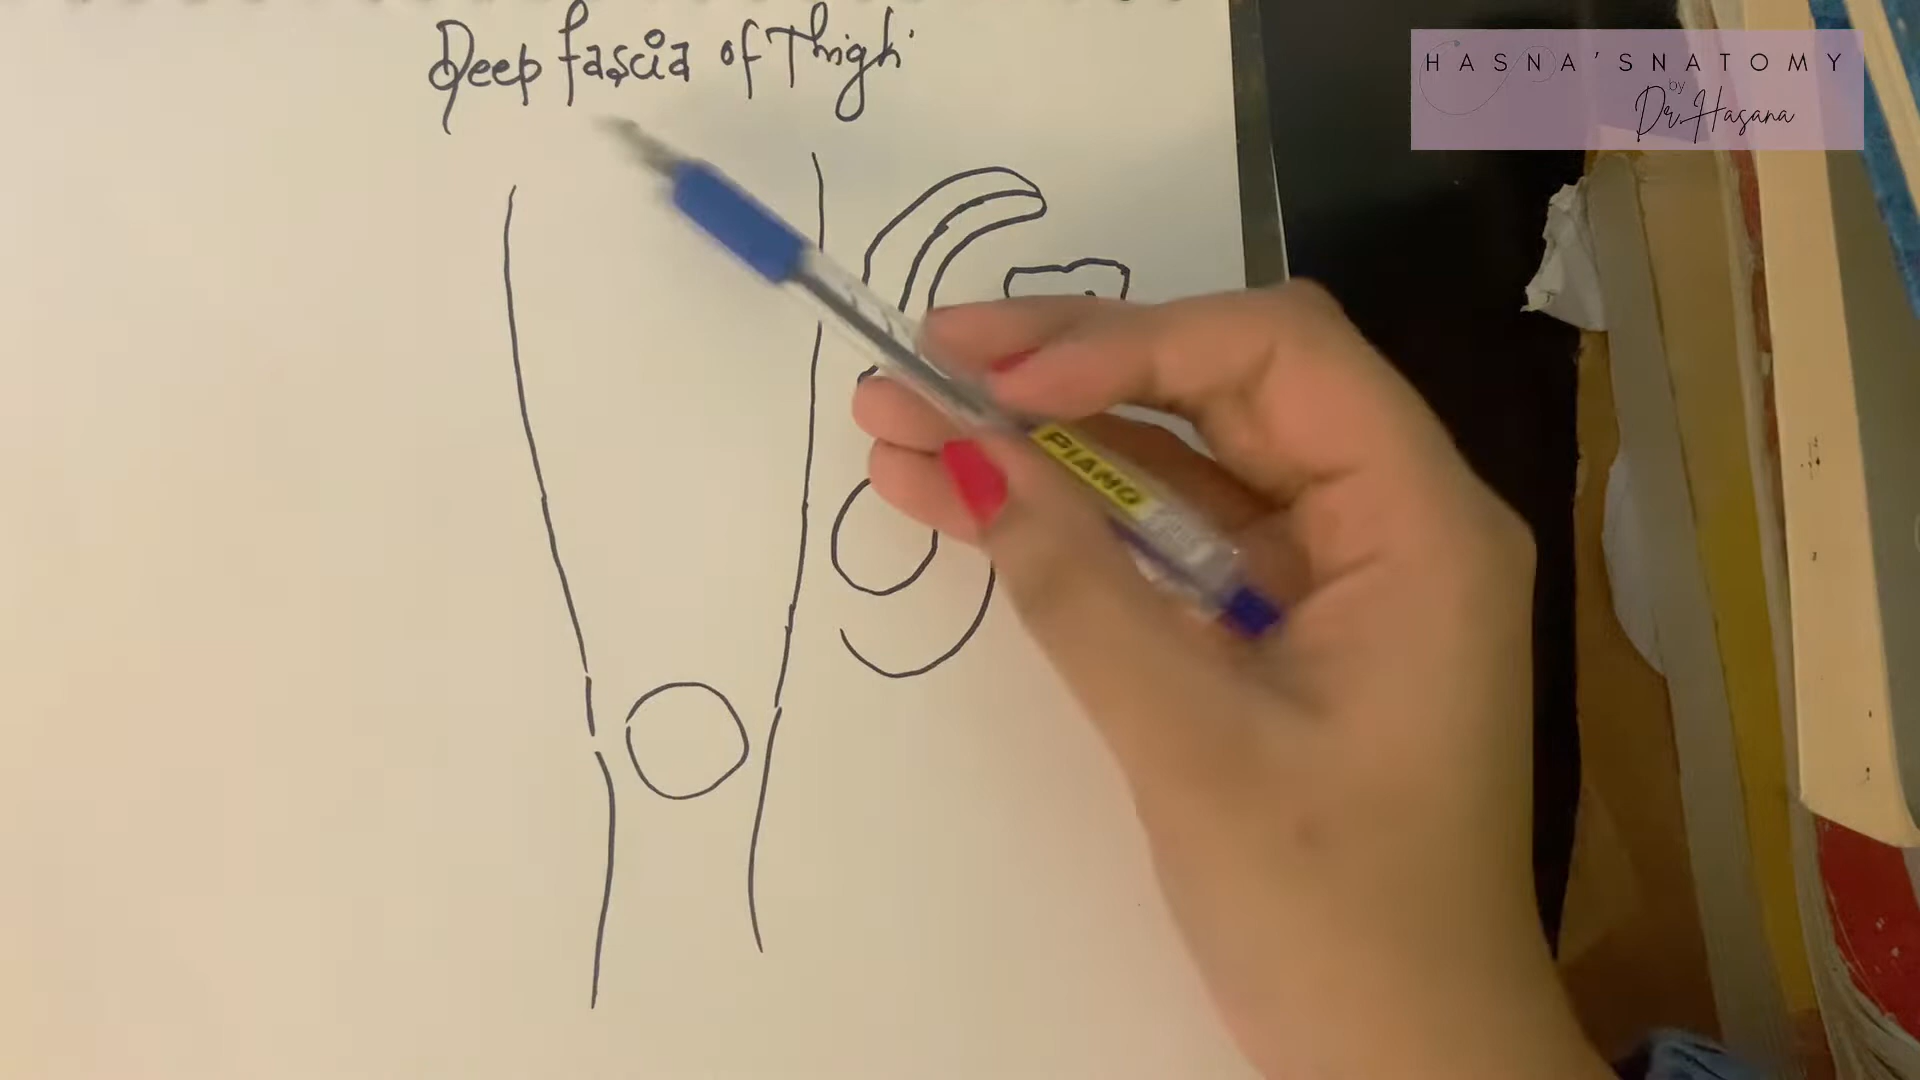 Deep fascia of Thigh
HASNA'SNATOMY
by
Dr.Hasana
PIANO